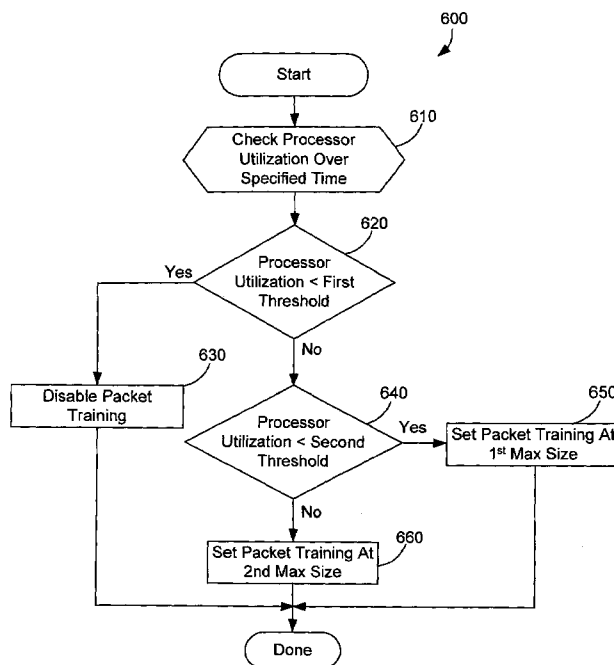 600
Start
610
Check Processor
Utilization Over
Specified Time
620
Yes
Processor
Utilization < First
Threshold
No
630
Disable Packet
Training
640
Processor
Utilization < Second
Threshold
Yes
650
Set Packet Training At
1st Max Size
No
660
Set Packet Training At
2nd Max Size
Done